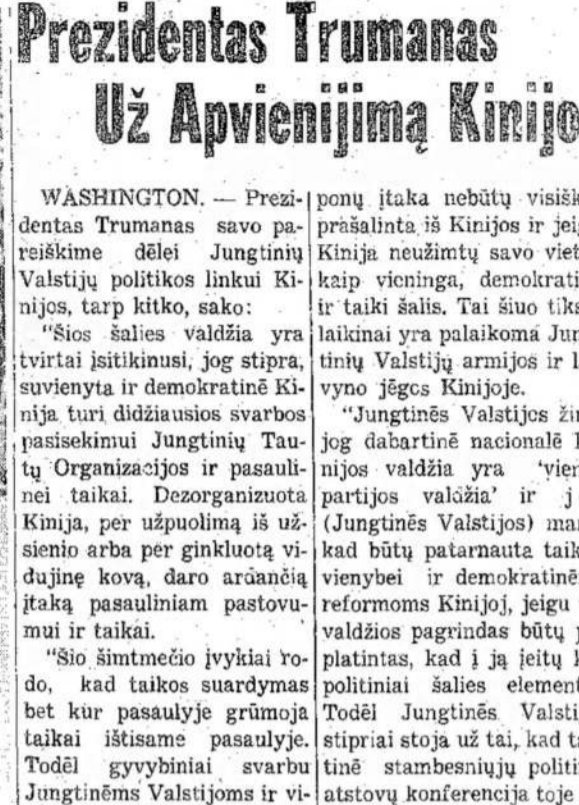 Prezidentas Trumanas
Už Apvienijimą Kinijo
WASHINGTON. — Prezi-
dentas Trumanas savo pa-
reiškime dėlei Jungtinių
Valstijų politikos linkui Ki-
nijos, tarp kitko, sako:
"Šios šalies valdžia yra
tvirtai įsitikinusi, jog stipra,
suvienyta ir demokratinė Ki-
nija turi didžiausios svarbos
pasisekimui Jungtinių Tau-
tų Organizacijos ir pasauli-
nei taikai. Dezorganizuota
Kinija, per užpuolimą iš už-
sienio arba per ginkluotą vi-
dujinę kovą, daro ardančią
įtaką pasauliniam pastovu-
mui ir taikai.
"Šio šimtmečio įvykiai ro-
do, kad taikos suardymas
bet kur pasaulyje grūmoja
taikai ištisame pasaulyje.
Todėl gyvybiniai svarbu
Jungtinėms Valstijoms ir vi-
ponų įtaka nebūtų visišk
prašalinta iš Kinijos ir jeig
Kinija neužimtų savo viet
kaip vieninga, demokrati
ir taiki šalis. Tai šiuo tiks
laikinai yra palaikoma Jun
tinių Valstijų armijos ir l
vyno jėgos Kinijoje.
"Jungtinės Valstijos žin
jog dabartinė nacionalė K
nijos valdžia yra 'vien
partijos valdžia' ir j
(Jungtinės Valstijos) man
kad būtų patarnauta taik
vienybei ir demokratinė
reformoms Kinijoj, jeigu
valdžios pagrindas būtų p
platintas, kad į ją įeitų k
politiniai šalies element
Todėl Jungtinės Valsti
stipriai stoja už tai, kad ta
tinė stambesniųjų politi
atstovų konferencija toje